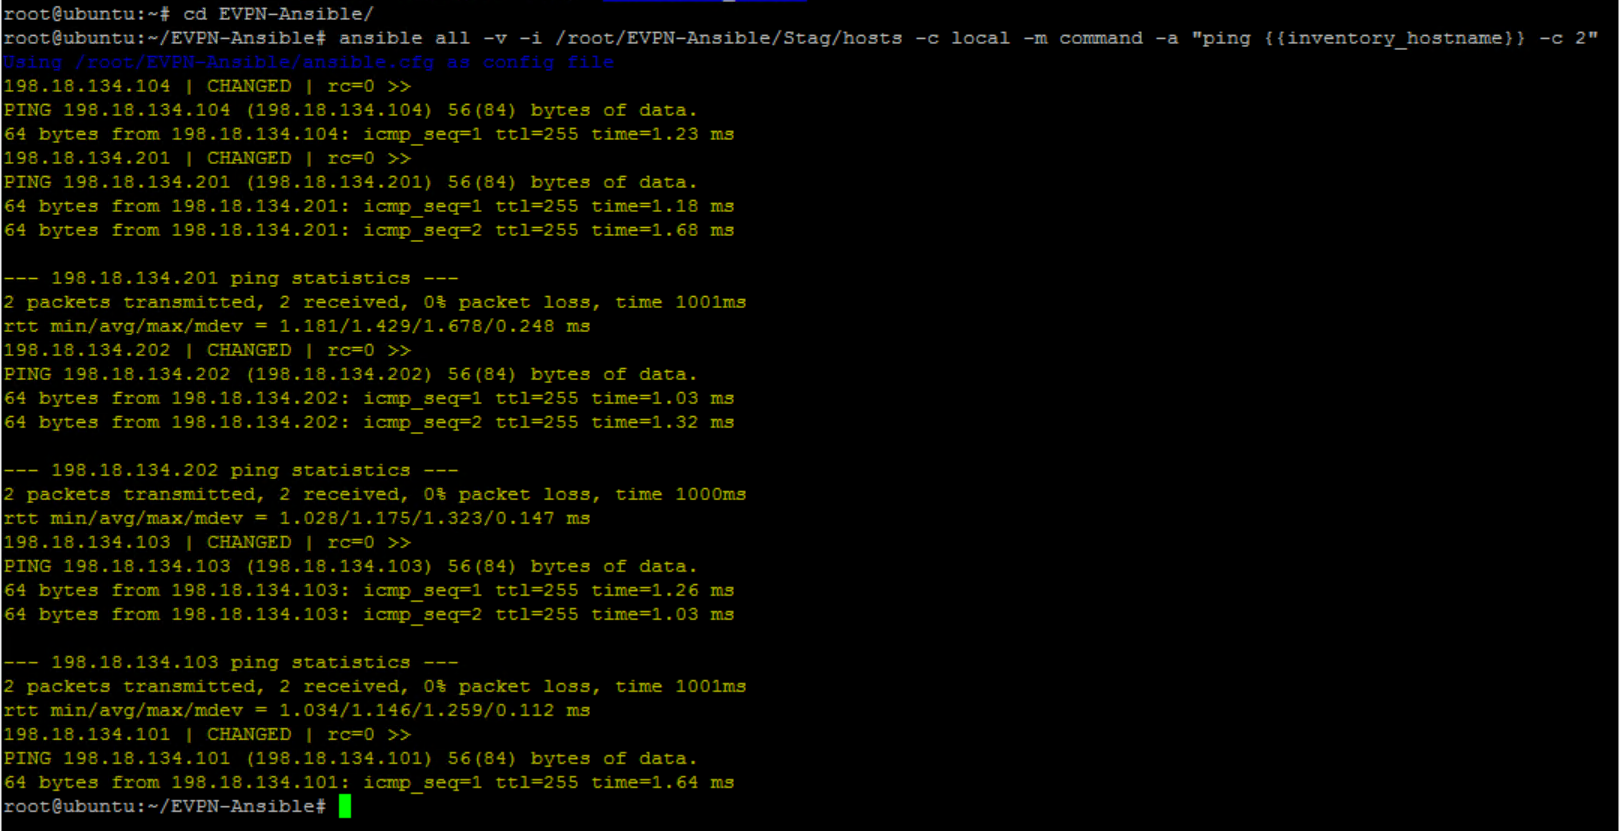 root@ubuntu:~# cd EVPN-Ansible/
root@ubuntu:~/EVPN-Ansible# ansible all -v -i /root/EVPN-Ansible/Stag/hosts -c local -m command -a "ping {{inventory_hostname}} -c 2"
Using /root/EVPN-Ansible/ansible.cfg as config file
198.18.134.104 | CHANGED | rc=0 >>
PING 198.18.134.104 (198.18.134.104) 56(84) bytes of data.
64 bytes from 198.18.134.104: icmp_seq=1 ttl=255 time=1.23 ms
198.18.134.201 | CHANGED | rc=0 >>
PING 198.18.134.201 (198.18.134.201) 56(84) bytes of data.
64 bytes from 198.18.134.201: icmp_seq=1 ttl=255 time=1.18 ms
64 bytes from 198.18.134.201: icmp_seq=2 ttl=255 time=1.68 ms
--- 198.18.134.201 ping statistics ---
2 packets transmitted, 2 received, 0% packet loss, time 1001ms
rtt min/avg/max/mdev = 1.181/1.429/1.678/0.248 ms
198.18.134.202 | CHANGED | rc=0 >>
PING 198.18.134.202 (198.18.134.202) 56(84) bytes of data.
64 bytes from 198.18.134.202: icmp_seq=1 ttl=255 time=1.03 ms
64 bytes from 198.18.134.202: icmp_seq=2 ttl=255 time=1.32 ms
--- 198.18.134.202 ping statistics ---
2 packets transmitted, 2 received, 0% packet loss, time 1000ms
rtt min/avg/max/mdev = 1.028/1.175/1.323/0.147 ms
198.18.134.103 | CHANGED | rc=0 >>
PING 198.18.134.103 (198.18.134.103) 56(84) bytes of data.
64 bytes from 198.18.134.103: icmp_seq=1 ttl=255 time=1.26 ms
64 bytes from 198.18.134.103: icmp_seq=2 ttl=255 time=1.03 ms
--- 198.18.134.103 ping statistics ---
2 packets transmitted, 2 received, 0% packet loss, time 1001ms
rtt min/avg/max/mdev = 1.034/1.146/1.259/0.112 ms
198.18.134.101 | CHANGED | rc=0 >>
PING 198.18.134.101 (198.18.134.101) 56(84) bytes of data.
64 bytes from 198.18.134.101: icmp_seq=1 ttl=255 time=1.64 ms
root@ubuntu:~/EVPN-Ansible#